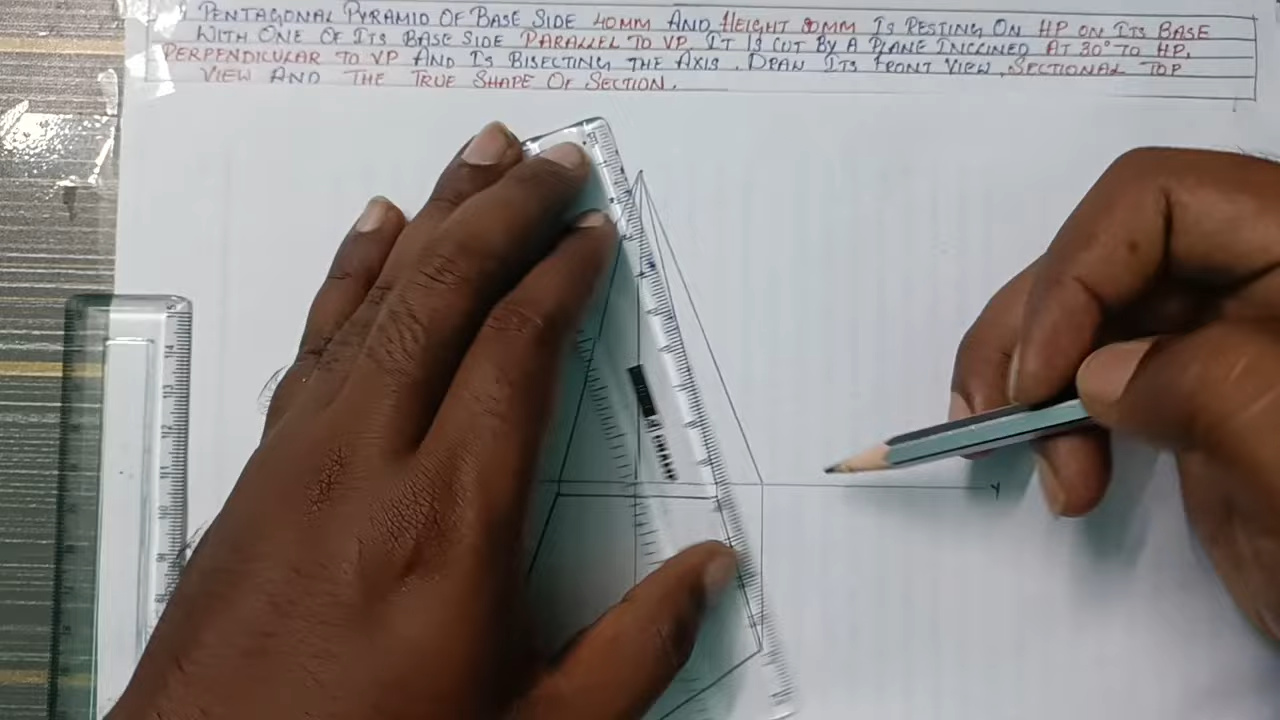 PENTAGONAL PYRAMID OF BASE SIDE 40MM AND HEIGHT 80MM IS RESTING ON HP ON ITS BASE
WITH ONE OF ITS BASE SIDE PARALLEL TO VP. IT IS CUT BY A PLANE INCLINED AT 30° TO HP,
PERPENDICULAR TO VP AND IS BISECTING THE AXIS. DRAW ITS FRONT VIEW, SECTIONAL TOP
VIEW AND THE TRUE SHAPE OF SECTION.
Y